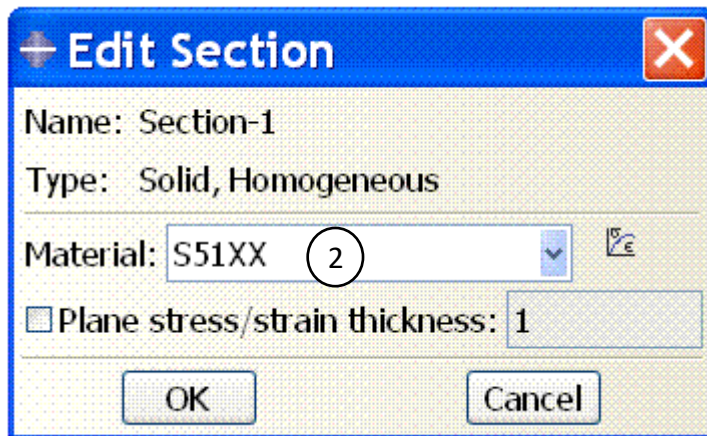 Edit Section
Name: Section-1
Type: Solid, Homogeneous
Material: S51XX 2
Plane stress/strain thickness: 1
OK Cancel